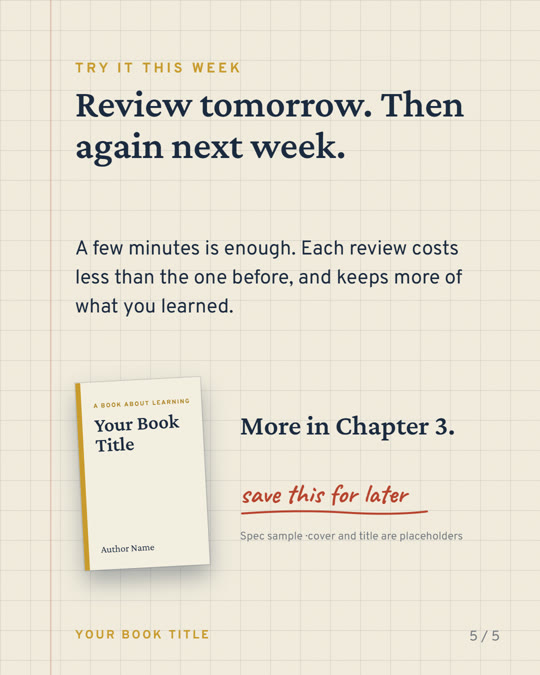 TRY IT THIS WEEK
Review tomorrow. Then
again next week.
A few minutes is enough. Each review costs
less than the one before, and keeps more of
what you learned.
A BOOK ABOUT LEARNING
Your Book
Title
Author Name
More in Chapter 3.
save this for later
Spec sample ·cover and title are placeholders
YOUR BOOK TITLE
5 / 5